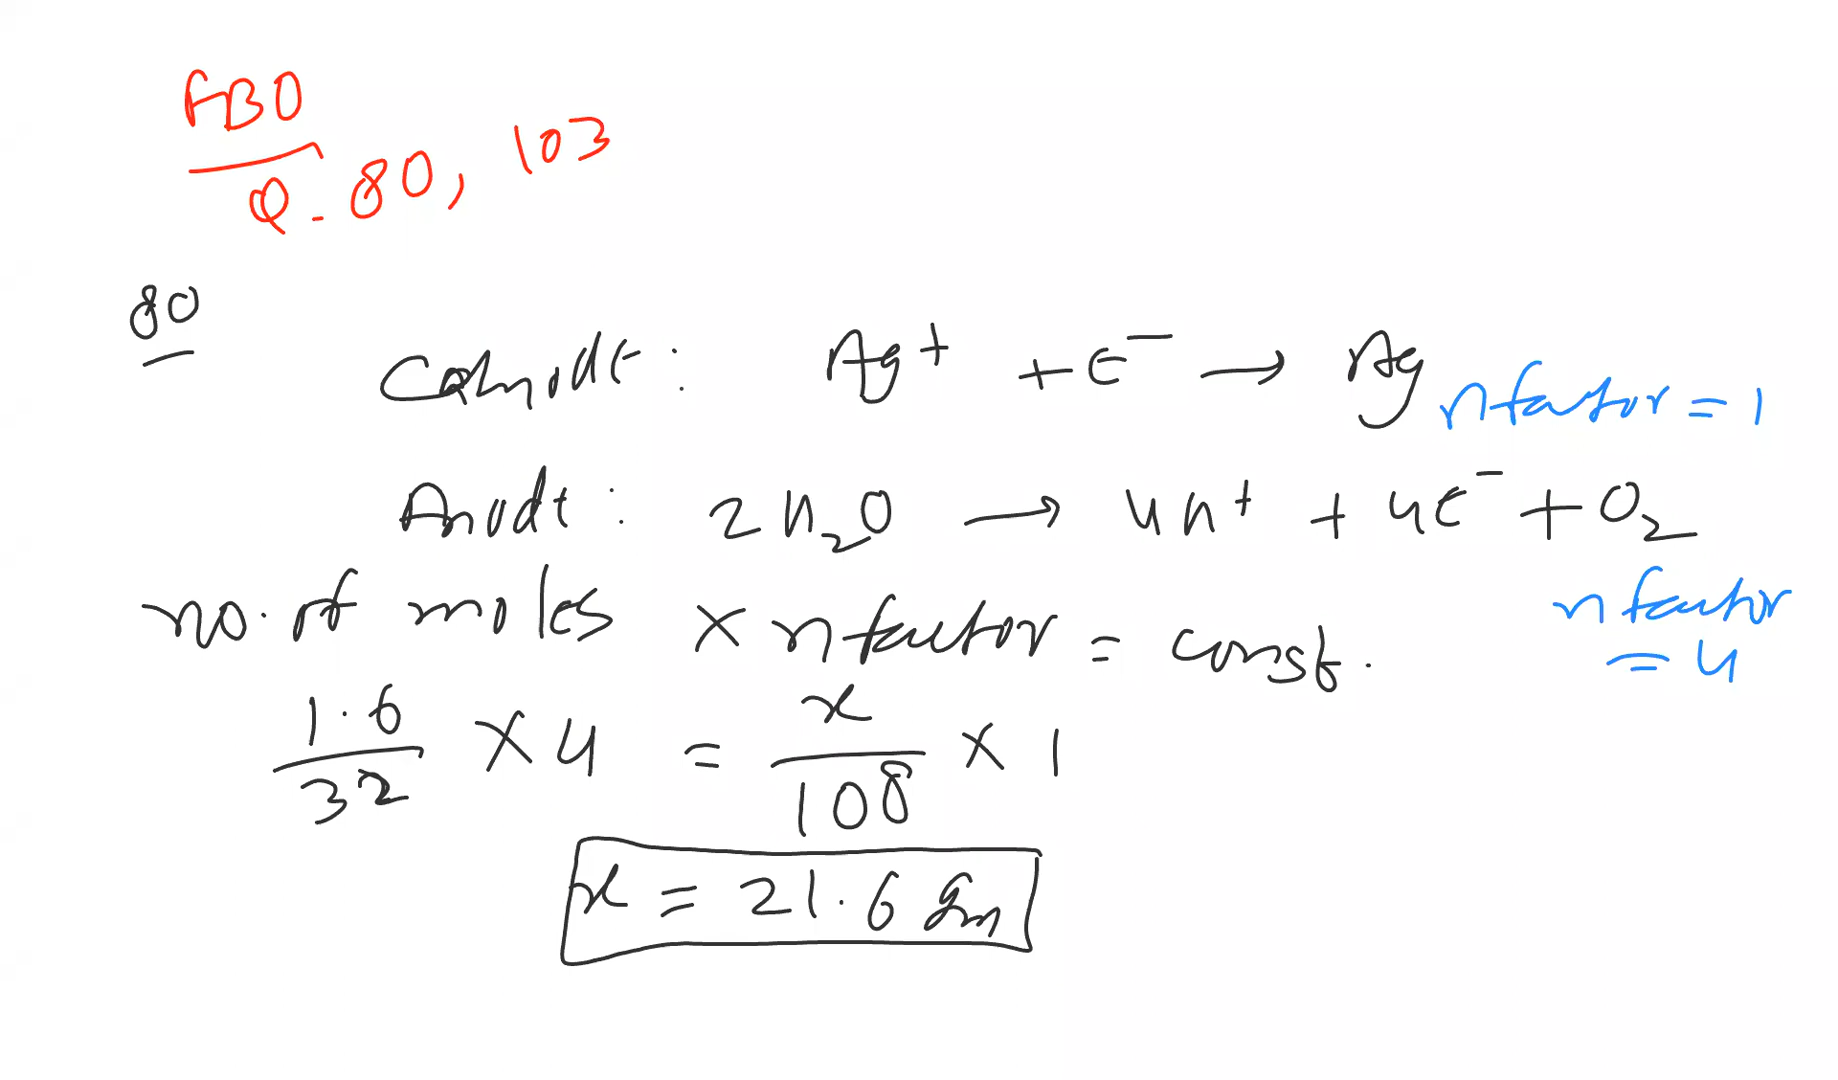 FBO
Q. 80, 103
80
Cathode : Ag⁺ + e⁻ → Ag n factor = 1
Anode : 2H₂O → 4H⁺ + 4e⁻ + O₂
n factor = 4
no. of moles × n factor = const.
1.6/32 × 4 = x/108 × 1
x = 21.6 gm